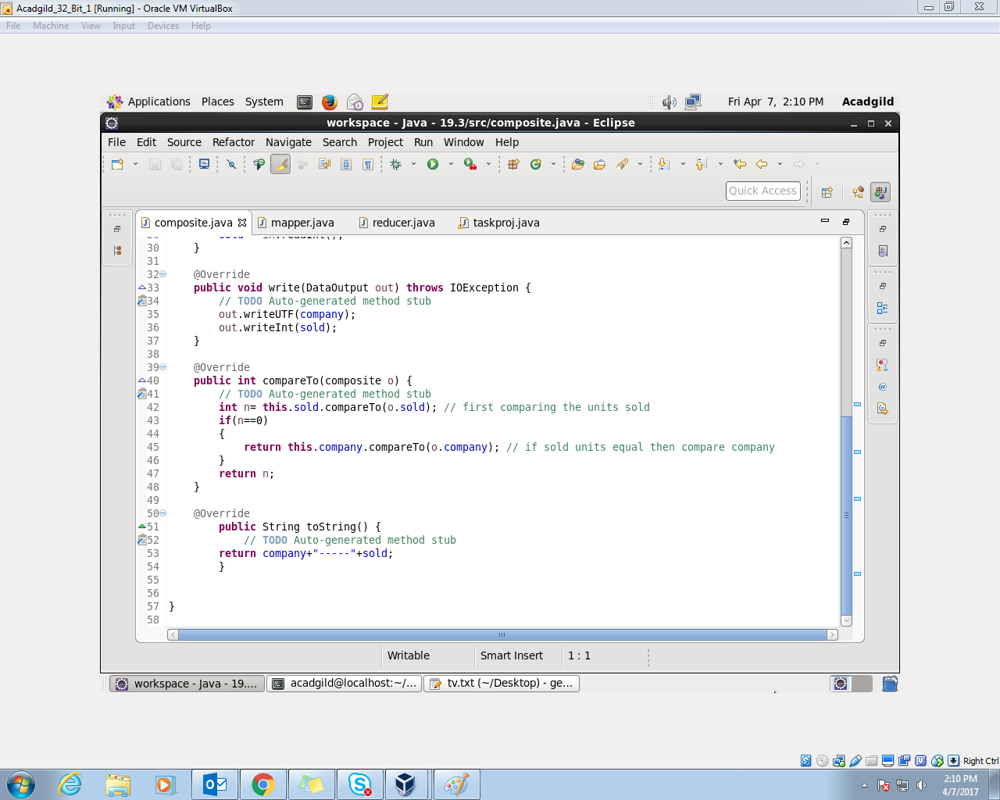 Acadgild_32_Bit_1 [Running] - Oracle VM VirtualBox
File Machine View Input Devices Help
Applications Places System Fri Apr 7, 2:10 PM Acadgild
workspace - Java - 19.3/src/composite.java - Eclipse
File Edit Source Refactor Navigate Search Project Run Window Help
Quick Access
composite.java mapper.java reducer.java taskproj.java
30 }
31
32 @Override
33 public void write(DataOutput out) throws IOException {
34 // TODO Auto-generated method stub
35 out.writeUTF(company);
36 out.writeInt(sold);
37 }
38
39 @Override
40 public int compareTo(composite o) {
41 // TODO Auto-generated method stub
42 int n= this.sold.compareTo(o.sold); // first comparing the units sold
43 if(n==0)
44 {
45 return this.company.compareTo(o.company); // if sold units equal then compare company
46 }
47 return n;
48 }
49
50 @Override
51 public String toString() {
52 // TODO Auto-generated method stub
53 return company+"-----"+sold;
54 }
55
56
57 }
58
Writable Smart Insert 1 : 1
workspace - Java - 19.... acadgild@localhost:~/... tv.txt (~/Desktop) - ge...
Right Ctrl
2:10 PM
4/7/2017